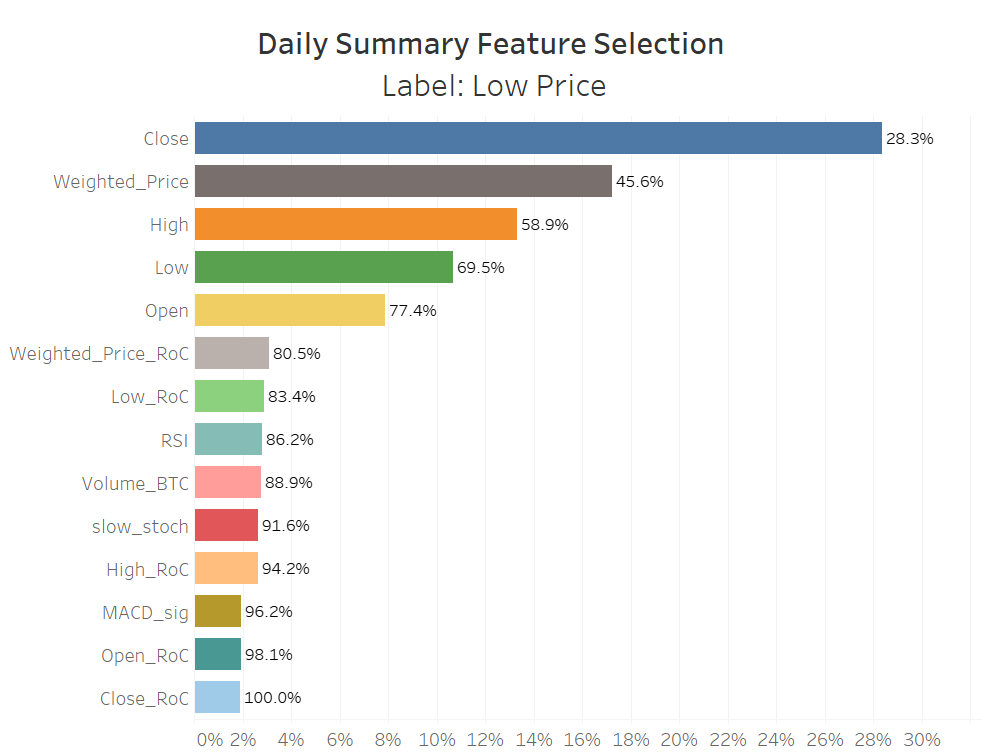 Daily Summary Feature Selection
Label: Low Price
Close 28.3%
Weighted_Price 45.6%
High 58.9%
Low 69.5%
Open 77.4%
Weighted_Price_RoC 80.5%
Low_RoC 83.4%
RSI 86.2%
Volume_BTC 88.9%
slow_stoch 91.6%
High_RoC 94.2%
MACD_sig 96.2%
Open_RoC 98.1%
Close_RoC 100.0%
0% 2% 4% 6% 8% 10% 12% 14% 16% 18% 20% 22% 24% 26% 28% 30%